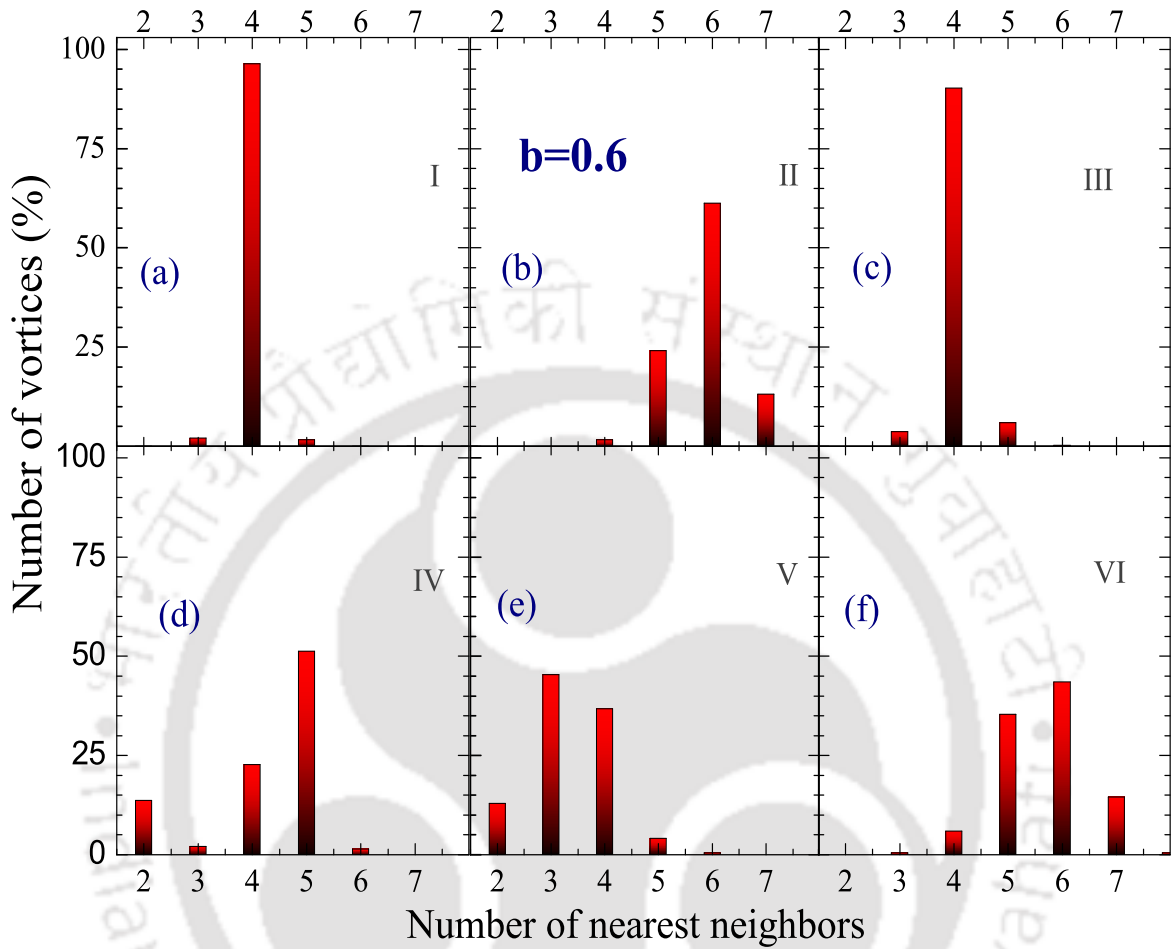 2 3 4 5 6 7 2 3 4 5 6 7 2 3 4 5 6 7
100
75
50
25
b=0.6
I
II
III
(a)
(b)
(c)
100
75
50
25
0
IV
V
VI
(d)
(e)
(f)
2 3 4 5 6 7 2 3 4 5 6 7 2 3 4 5 6 7
Number of nearest neighbors
Number of vortices (%)